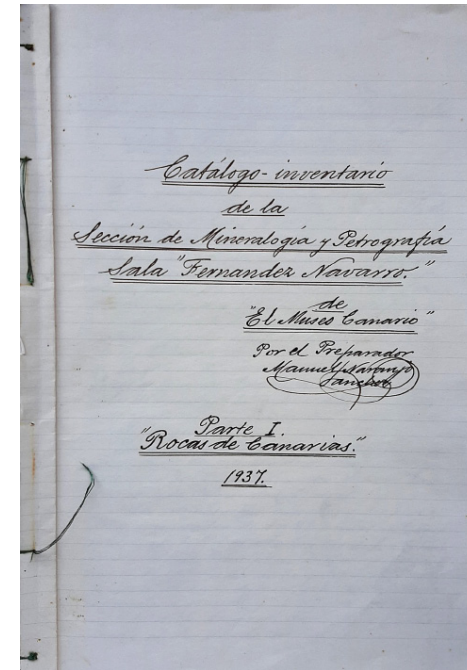 Catálogo-inventario
de la
Sección de Mineralogía y Petrografía
Sala "Fernandez Navarro."
de
"El Museo Canario"
Por el Preparador
Manuel Naranjo
Sánchez
Parte I
"Rocas de Canarias."
1937.